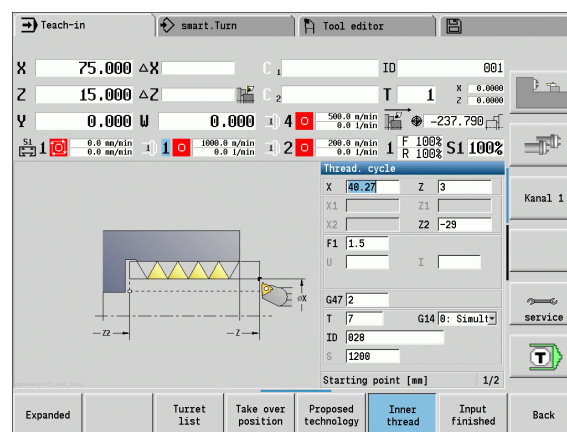 Teach-in smart.Turn Tool editor
X 75.000 △X C 1 ID 001
Z 15.000 △Z C 2 T 1 X 0.0000
Z 0.0000
Y 0.000 W 0.000 4 500.0 m/min
0.0 1/min -237.790
S1 1 0.0 mm/min
0.0 mm/min 1 1000.0 0.0 1/min 2 200.0 m/min
0.0 1/min 1 F 100%
R 100% S1 100%
Thread. cycle
X 40.27 Z 3
X1 Z1
X2 Z2 -29
F1 1.5
U I
G47 2
T 7 G14 0: Simult
ID 028
S 1200
Starting point [mm] 1/2
øX
Z2 Z
Kanal 1
service
T
Expanded Turret list Take over position Proposed technology Inner thread Input finished Back